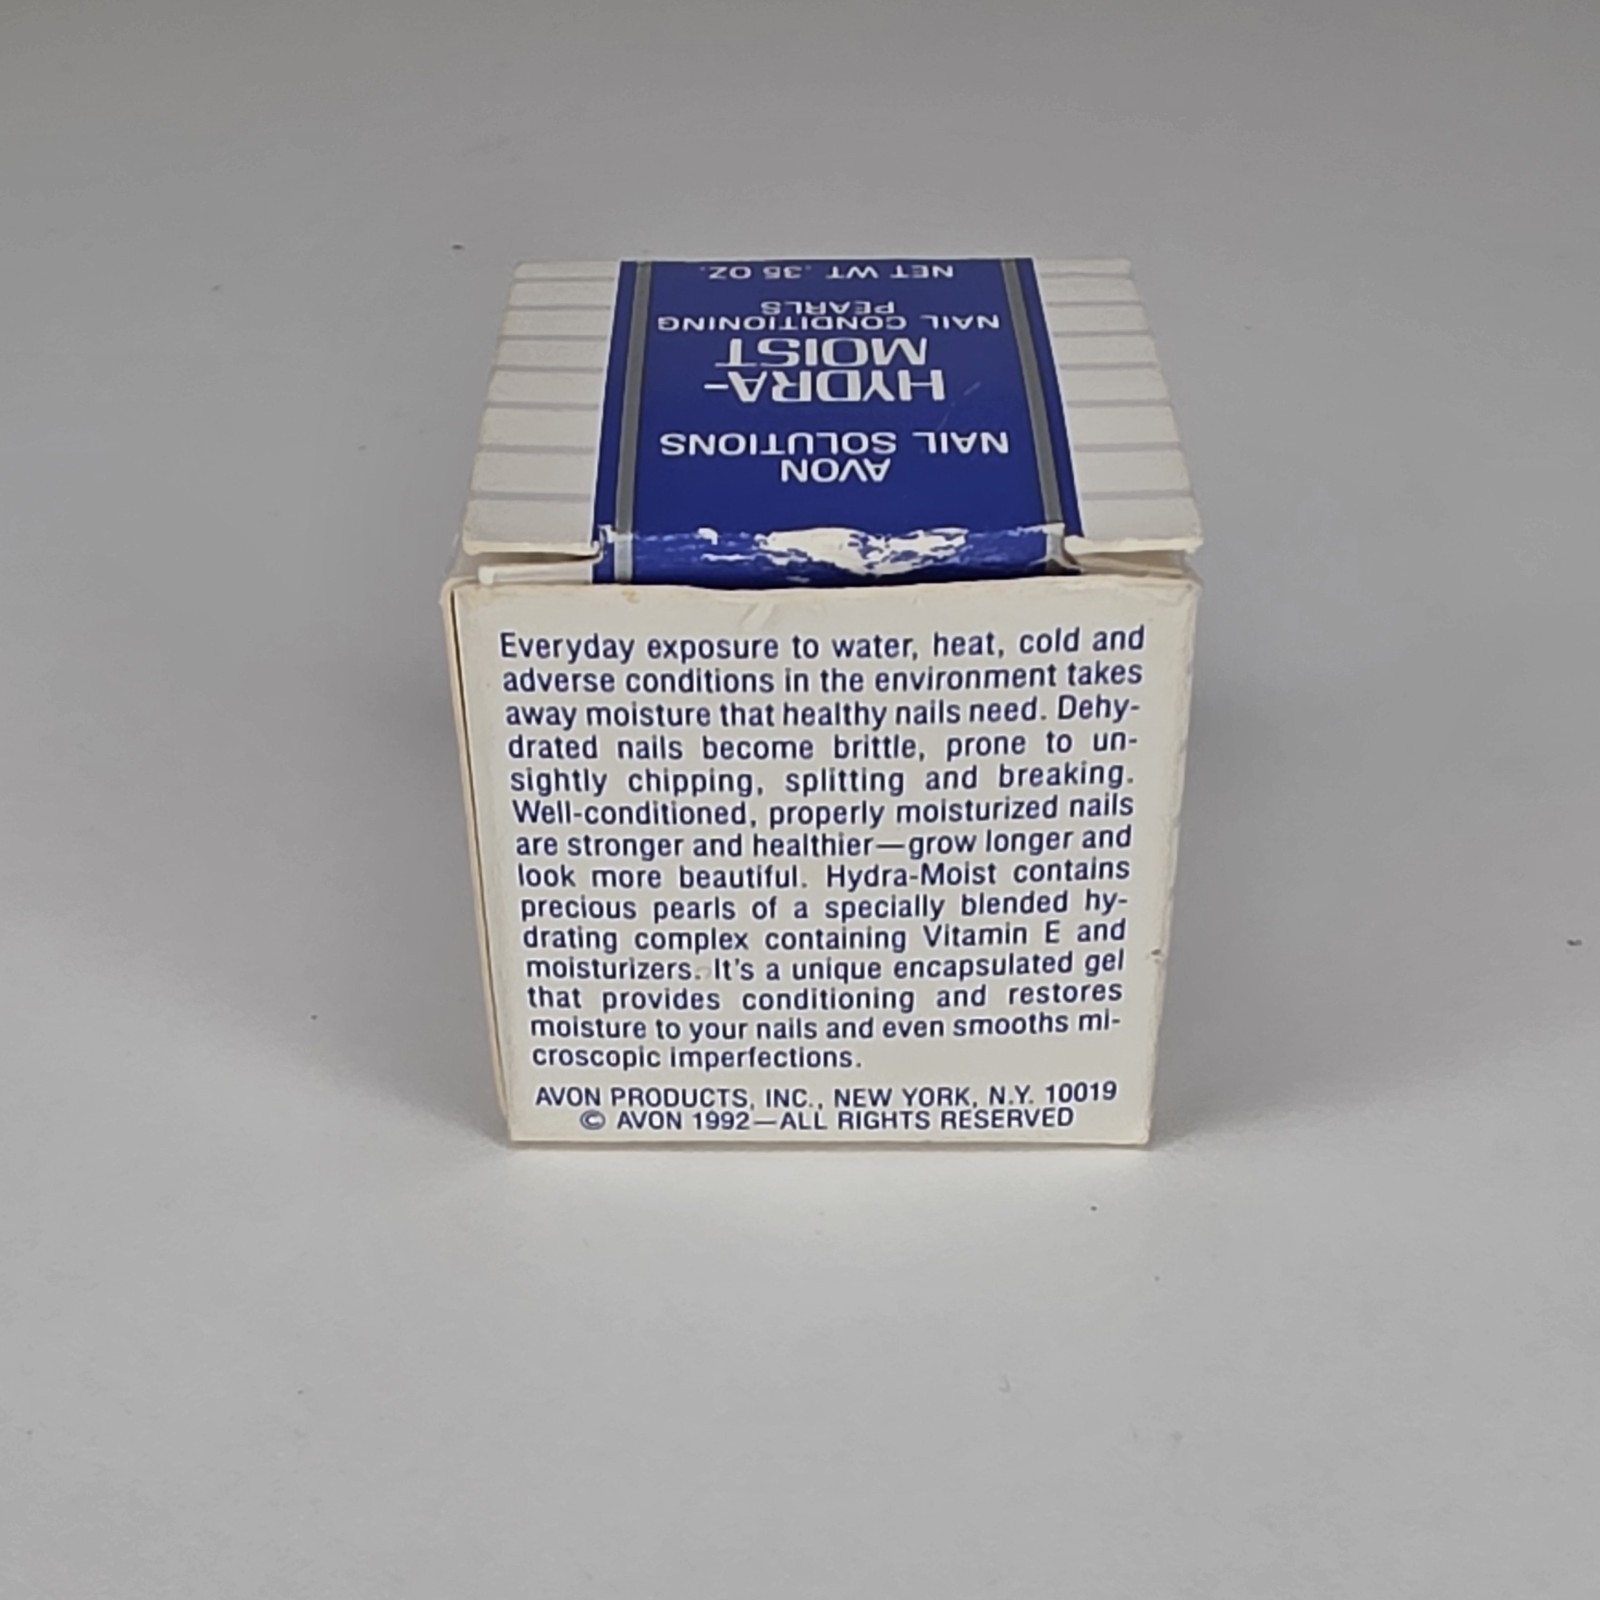 AVON
NAIL SOLUTIONS
HYDRA-
MOIST
NAIL CONDITIONING
PEARLS
NET WT .35 OZ.
Everyday exposure to water, heat, cold and
adverse conditions in the environment takes
away moisture that healthy nails need. Dehy-
drated nails become brittle, prone to un-
sightly chipping, splitting and breaking.
Well-conditioned, properly moisturized nails
are stronger and healthier—grow longer and
look more beautiful. Hydra-Moist contains
precious pearls of a specially blended hy-
drating complex containing Vitamin E and
moisturizers. It's a unique encapsulated gel
that provides conditioning and restores
moisture to your nails and even smooths mi-
croscopic imperfections.
AVON PRODUCTS, INC., NEW YORK, N.Y. 10019
© AVON 1992—ALL RIGHTS RESERVED